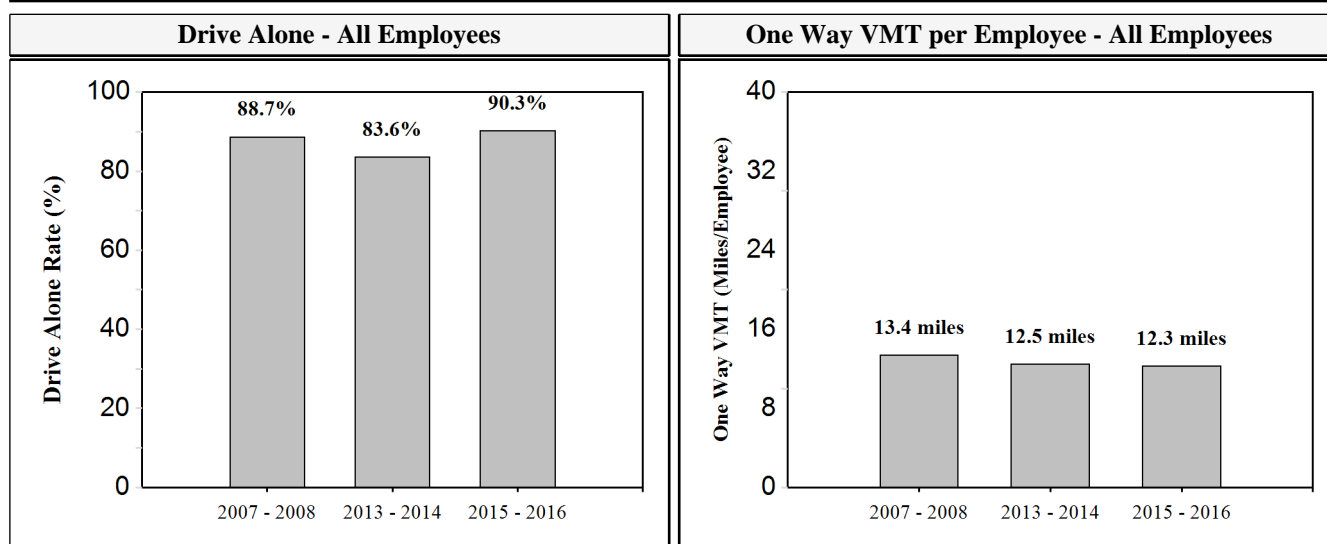 Drive Alone - All Employees
One Way VMT per Employee - All Employees
Drive Alone Rate (%)
100
80
60
40
20
0
88.7%
83.6%
90.3%
2007 - 2008
2013 - 2014
2015 - 2016
One Way VMT (Miles/Employee)
40
32
24
16
8
0
13.4 miles
12.5 miles
12.3 miles
2007 - 2008
2013 - 2014
2015 - 2016